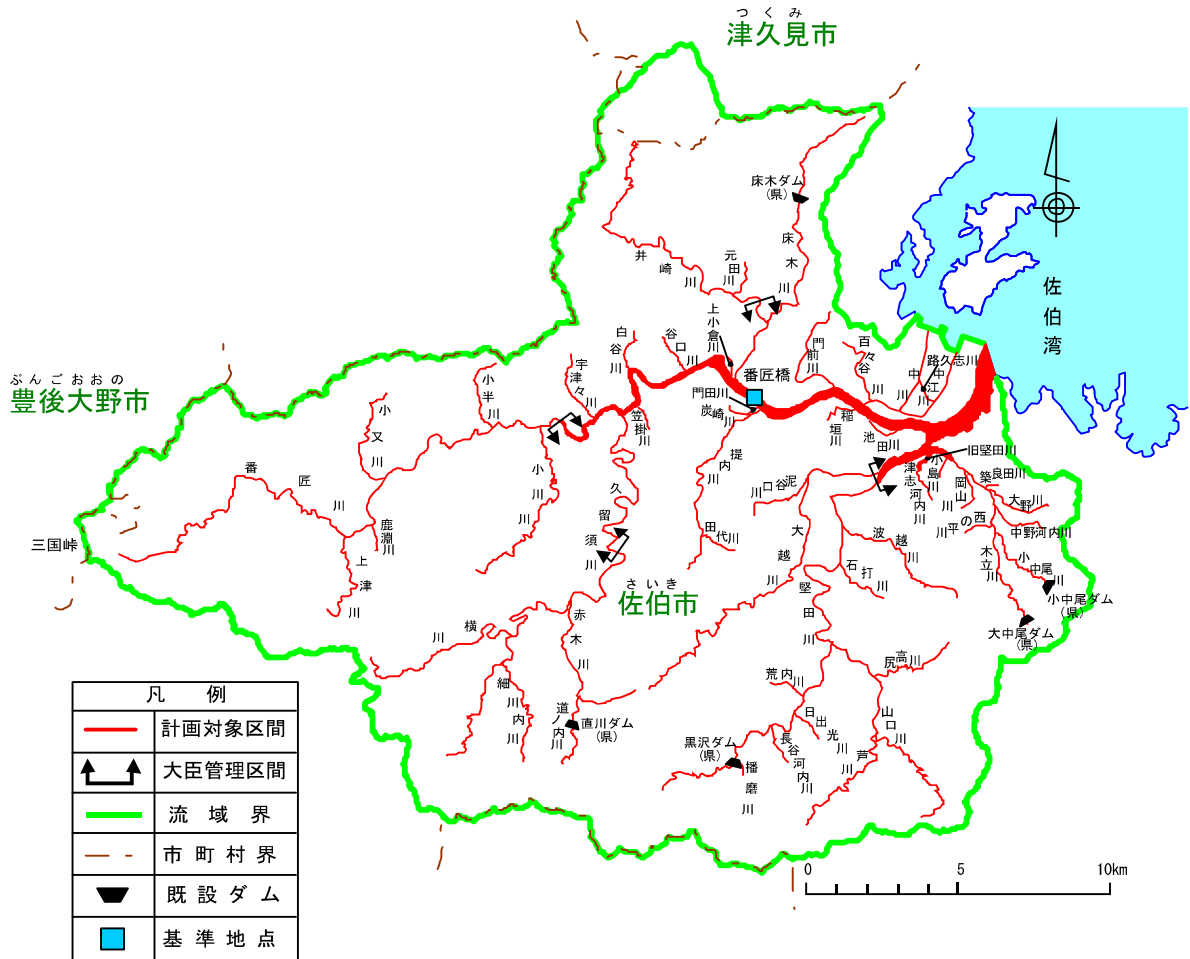 つくみ
津久見市
床木ダム
(県)
床木川
井崎川
元田川
上小倉川
佐伯湾
ぶんごおおの
豊後大野市
白谷川
谷口川
宇津々川
小半川
小又川
番匠橋
門前川
百々谷川
路久志川
中江川
中川
門田川
炭崎川
笠掛川
稲垣川
池田川
旧堅田川
小島川
津志河内川
岡山川
築良田川
大野川
中野河内川
西の平川
木立川
小中尾川
小中尾ダム
(県)
大中尾ダム
(県)
番匠川
三国峠
鹿淵川
上津川
小川川
久留須川
提内川
田代川
泥谷口川
大越川
波越川
石打川
堅田川
さいき
佐伯市
赤木川
横川
細川内川
道ノ内川
直川ダム
(県)
高尻川
荒内川
日出光川
長谷河内川
山口川
芦川
黒沢ダム
(県)
播磨川
凡 例
計画対象区間
大臣管理区間
流域界
市町村界
既設ダム
基準地点
0 5 10km